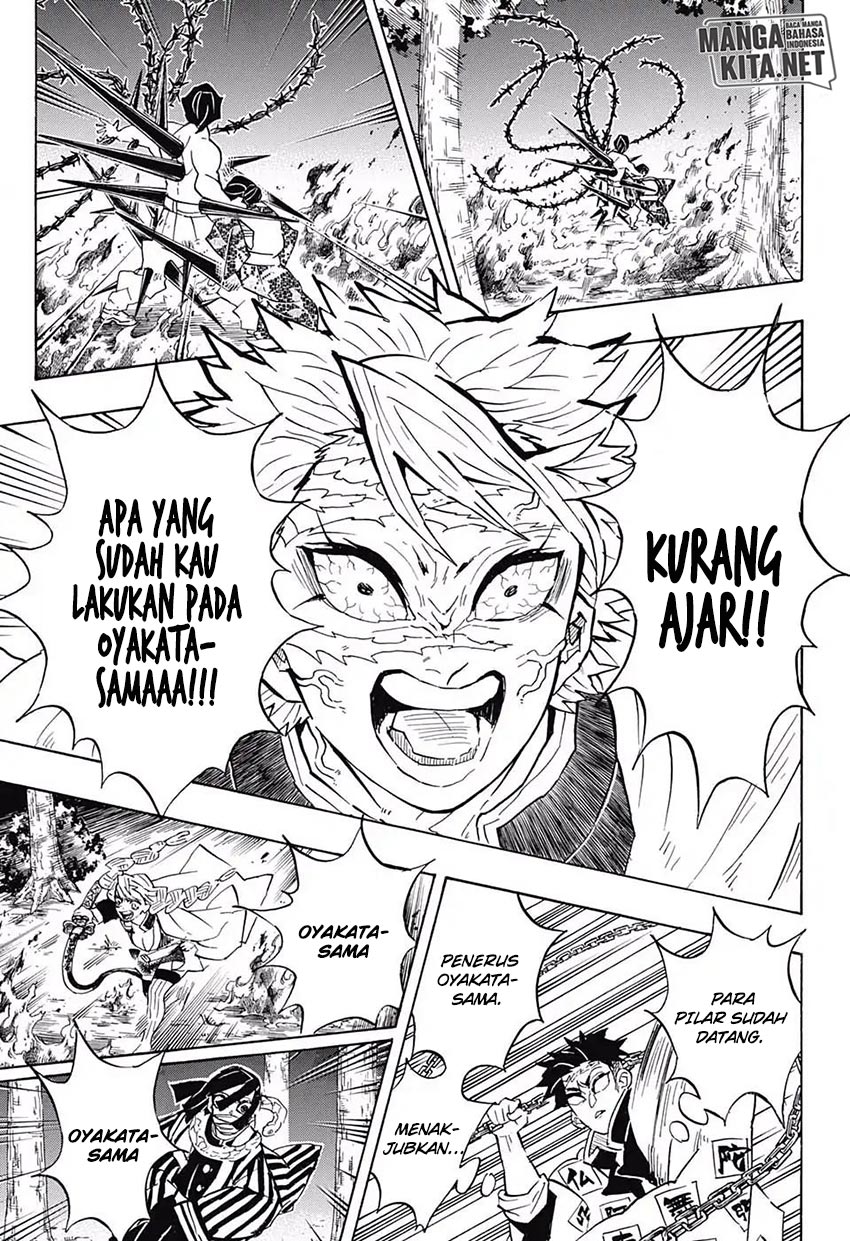 MANGA
KITA.NET
BACA MANGA
BAHASA
INDONESIA
KURANG
AJAR!!
APA YANG
SUDAH KAU
LAKUKAN PADA
OYAKATA-
SAMAAA!!!
PARA
PILAR SUDAH
DATANG.
PENERUS
OYAKATA-
SAMA.
MENAK-
JUBKAN...
OYAKATA-
SAMA
OYAKATA-
SAMA